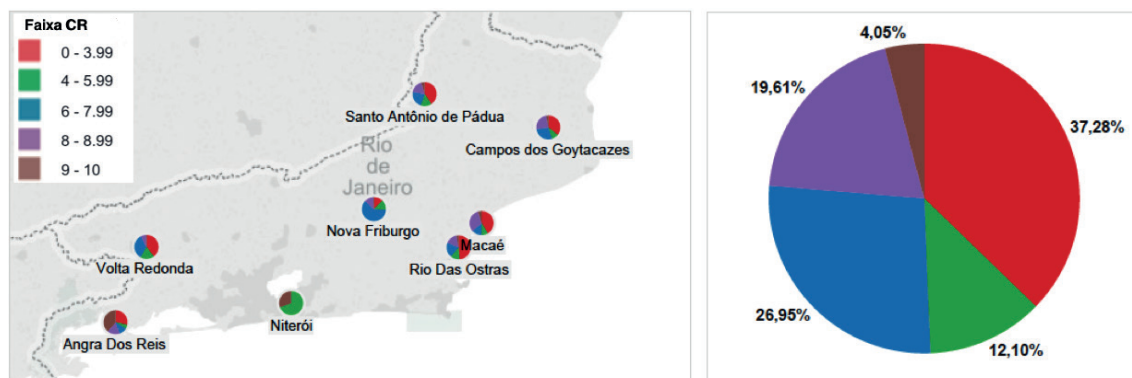 Faixa CR
0 - 3.99
4 - 5.99
6 - 7.99
8 - 8.99
9 - 10
Santo Antônio de Pádua
Campos dos Goytacazes
Rio
de
Janeiro
Nova Friburgo
Macaé
Rio Das Ostras
Volta Redonda
Niterói
Angra Dos Reis
4,05%
19,61%
37,28%
26,95%
12,10%